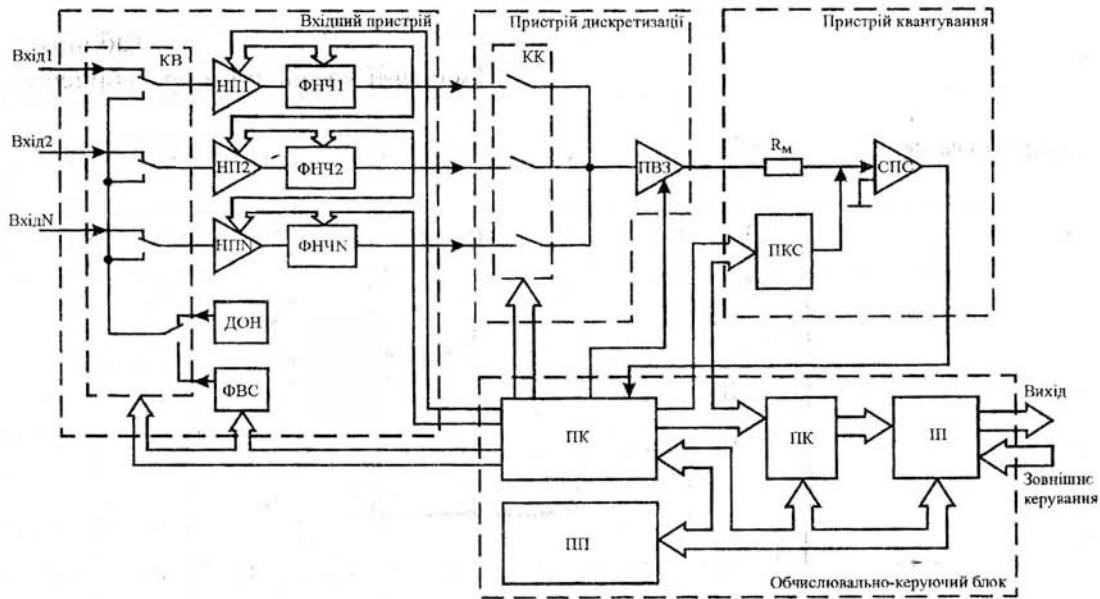 Вхідний пристрій
Пристрій дискретизації
Пристрій квантування
Вхід1
КВ
НП1
ФНЧ1
КК
Вхід2
НП2
ФНЧ2
ПВЗ
Rм
СПС
ВхідN
НПN
ФНЧN
ПКС
ДОН
ФВС
Вихід
ПК
ПК
ІП
Зовнішнє
керування
ПП
Обчислювально-керуючий блок